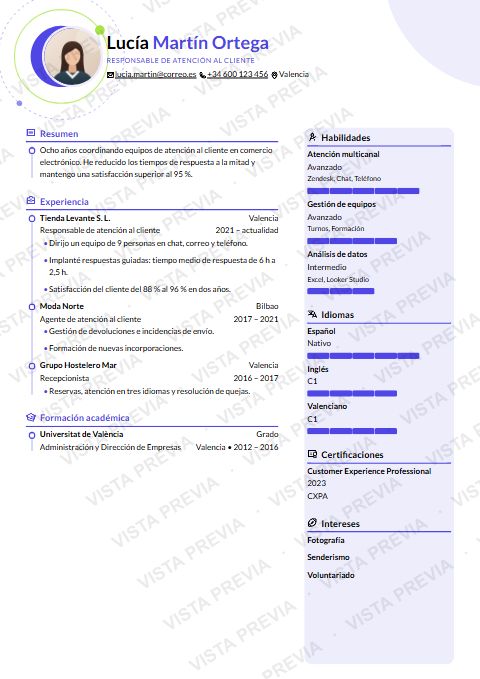 Lucía Martín Ortega
RESPONSABLE DE ATENCIÓN AL CLIENTE
lucia.martin@correo.es +34 600 123 456 Valencia
Resumen
Ocho años coordinando equipos de atención al cliente en comercio
electrónico. He reducido los tiempos de respuesta a la mitad y
mantengo una satisfacción superior al 95 %.
Experiencia
Tienda Levante S. L. Valencia
Responsable de atención al cliente 2021 – actualidad
• Dirijo un equipo de 9 personas en chat, correo y teléfono.
• Implanté respuestas guiadas: tiempo medio de respuesta de 6 h a
2,5 h.
• Satisfacción del cliente del 88 % al 96 % en dos años.
Moda Norte Bilbao
Agente de atención al cliente 2017 – 2021
• Gestión de devoluciones e incidencias de envío.
• Formación de nuevas incorporaciones.
Grupo Hostelero Mar Valencia
Recepcionista 2016 – 2017
• Reservas, atención en tres idiomas y resolución de quejas.
Formación académica
Universitat de València Grado
Administración y Dirección de Empresas Valencia • 2012 – 2016
Habilidades
Atención multicanal
Avanzado
Zendesk, Chat, Teléfono
Gestión de equipos
Avanzado
Turnos, Formación
Análisis de datos
Intermedio
Excel, Looker Studio
Idiomas
Español
Nativo
Inglés
C1
Valenciano
C1
Certificaciones
Customer Experience Professional
2023
CXPA
Intereses
Fotografía
Senderismo
Voluntariado
VISTA PREVIA